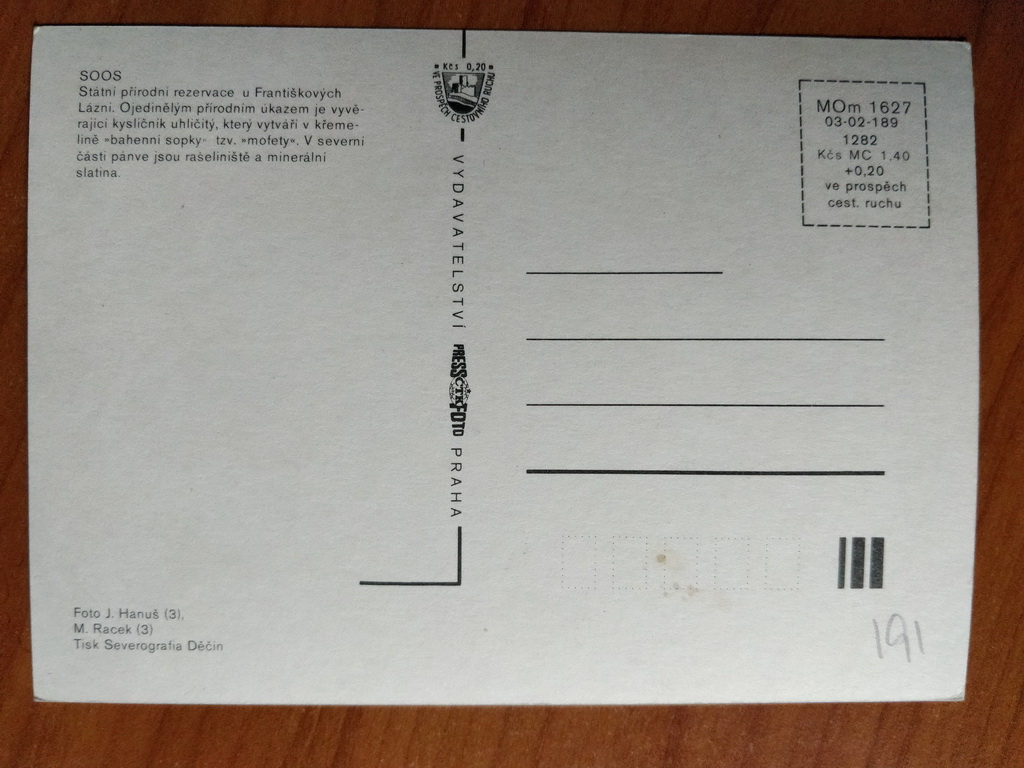 SOOS
Státní přírodní rezervace u Františkových
Lázní. Ojedinělým přírodním úkazem je vyvě-
rající kysličník uhličitý, který vytváří v křeme-
lině »bahenní sopky« tzv. »mofety«. V severní
části pánve jsou rašeliniště a minerální
slatina.
Kčs 0,20
VE PROSPĚCH CESTOVNÍHO RUCHU
VYDAVATELSTVÍ PRESSFOTO ČTK PRAHA
MOm 1627
03-02-189
1282
Kčs MC 1,40
+0,20
ve prospěch
cest. ruchu
Foto J. Hanuš (3),
M. Racek (3)
Tisk Severografia Děčín
191